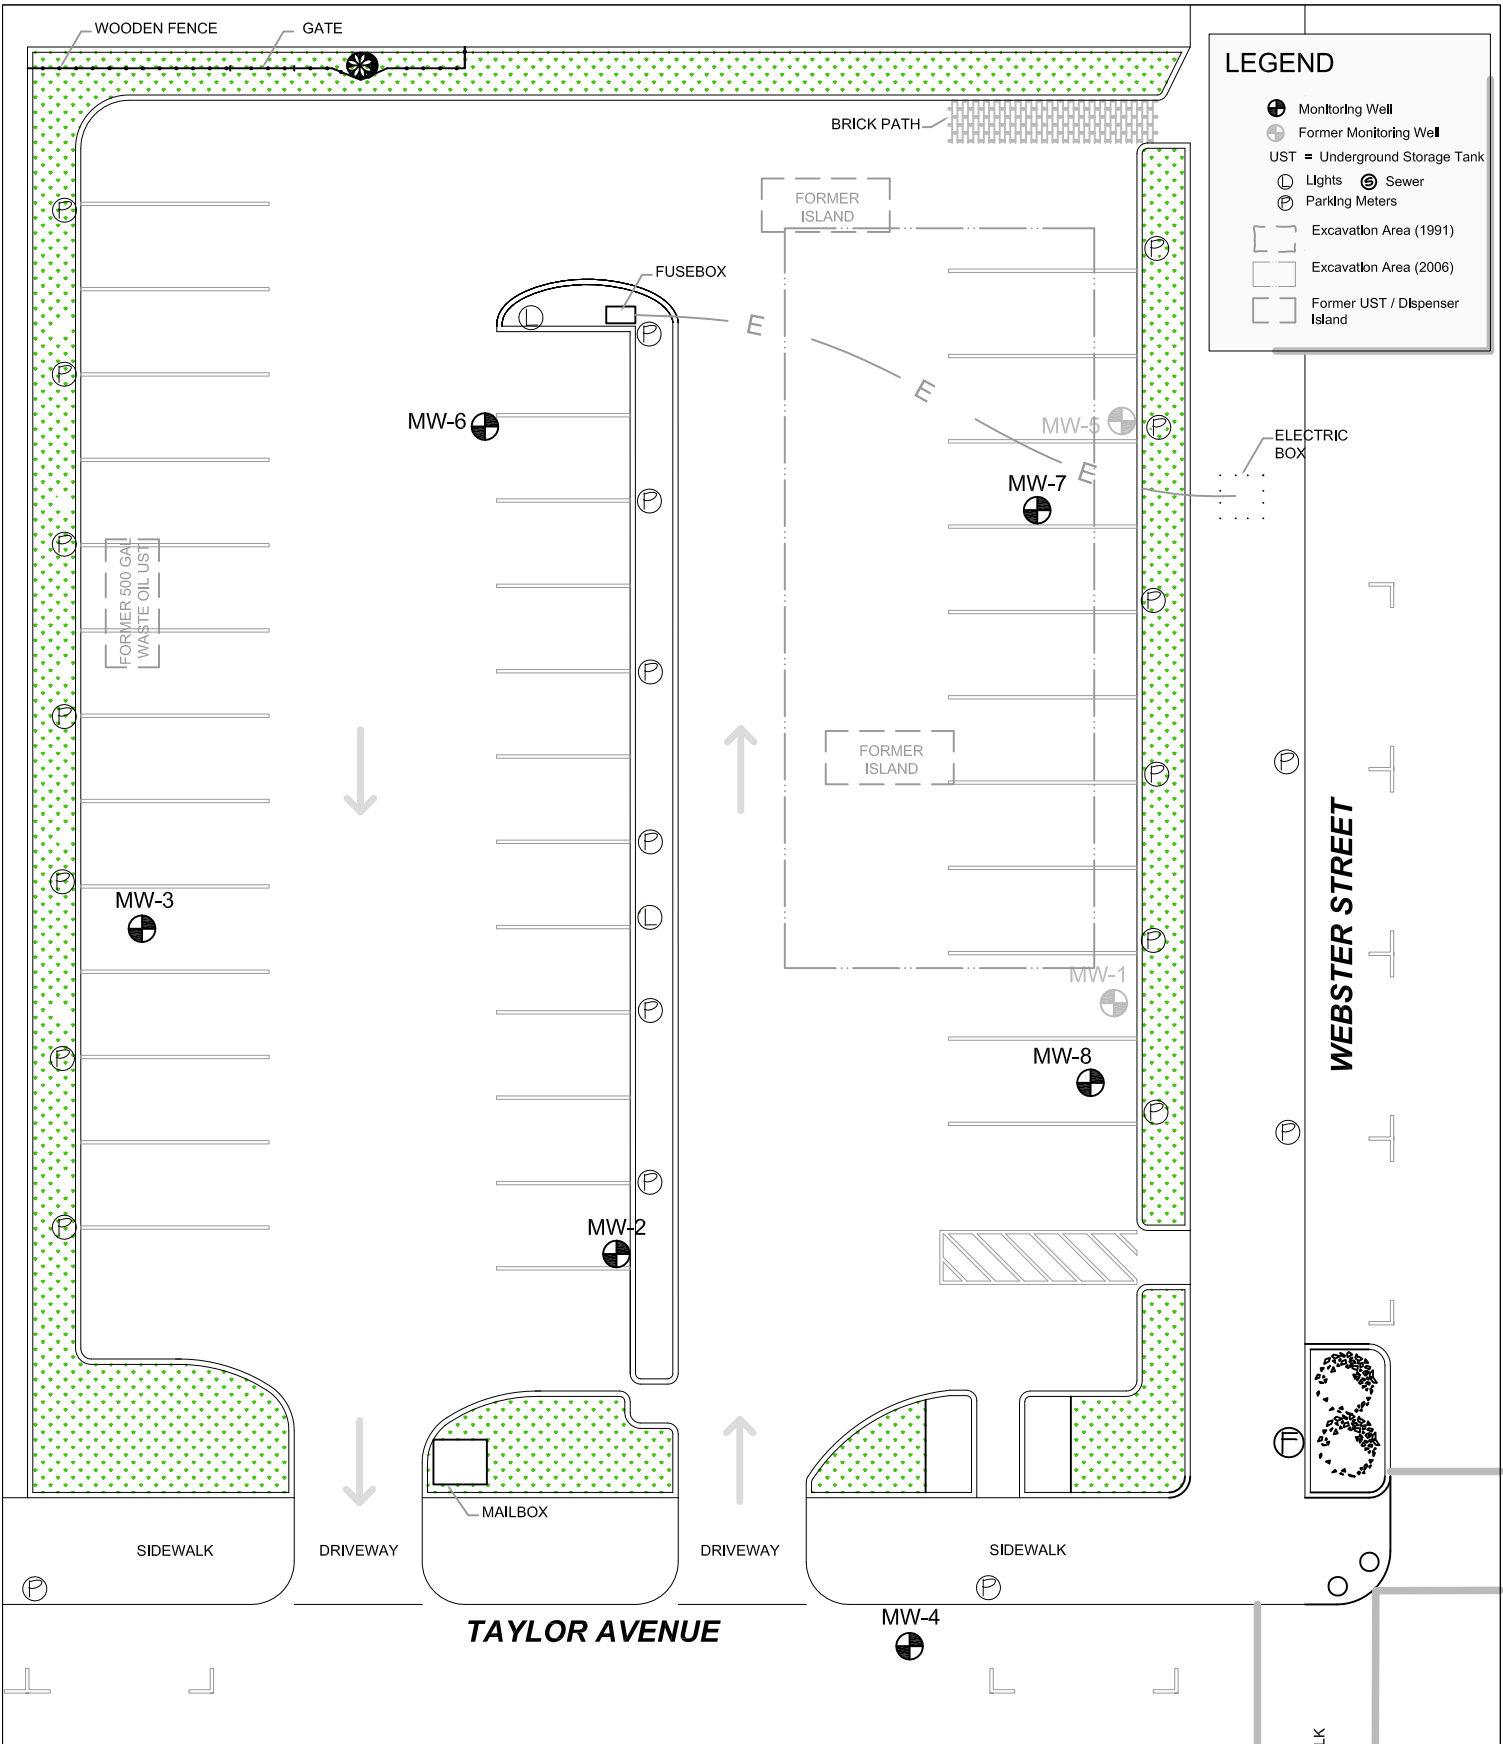 WOODEN FENCE
GATE
LEGEND
Monitoring Well
Former Monitoring Well
UST = Underground Storage Tank
L Lights S Sewer
P Parking Meters
Excavation Area (1991)
Excavation Area (2006)
Former UST / Dispenser
Island
BRICK PATH
FORMER
ISLAND
P
P
FUSEBOX
L
P
E
E
E
P
MW-6
MW-5
P
ELECTRIC
BOX
MW-7
P
P
FORMER 500 GAL
WASTE OIL UST
P
P
P
P
FORMER
ISLAND
P
P
WEBSTER STREET
P
P
MW-3
L
P
MW-1
P
MW-8
P
P
P
P
MW-2
P
F
MAILBOX
SIDEWALK
DRIVEWAY
DRIVEWAY
SIDEWALK
P
P
TAYLOR AVENUE
MW-4
LK